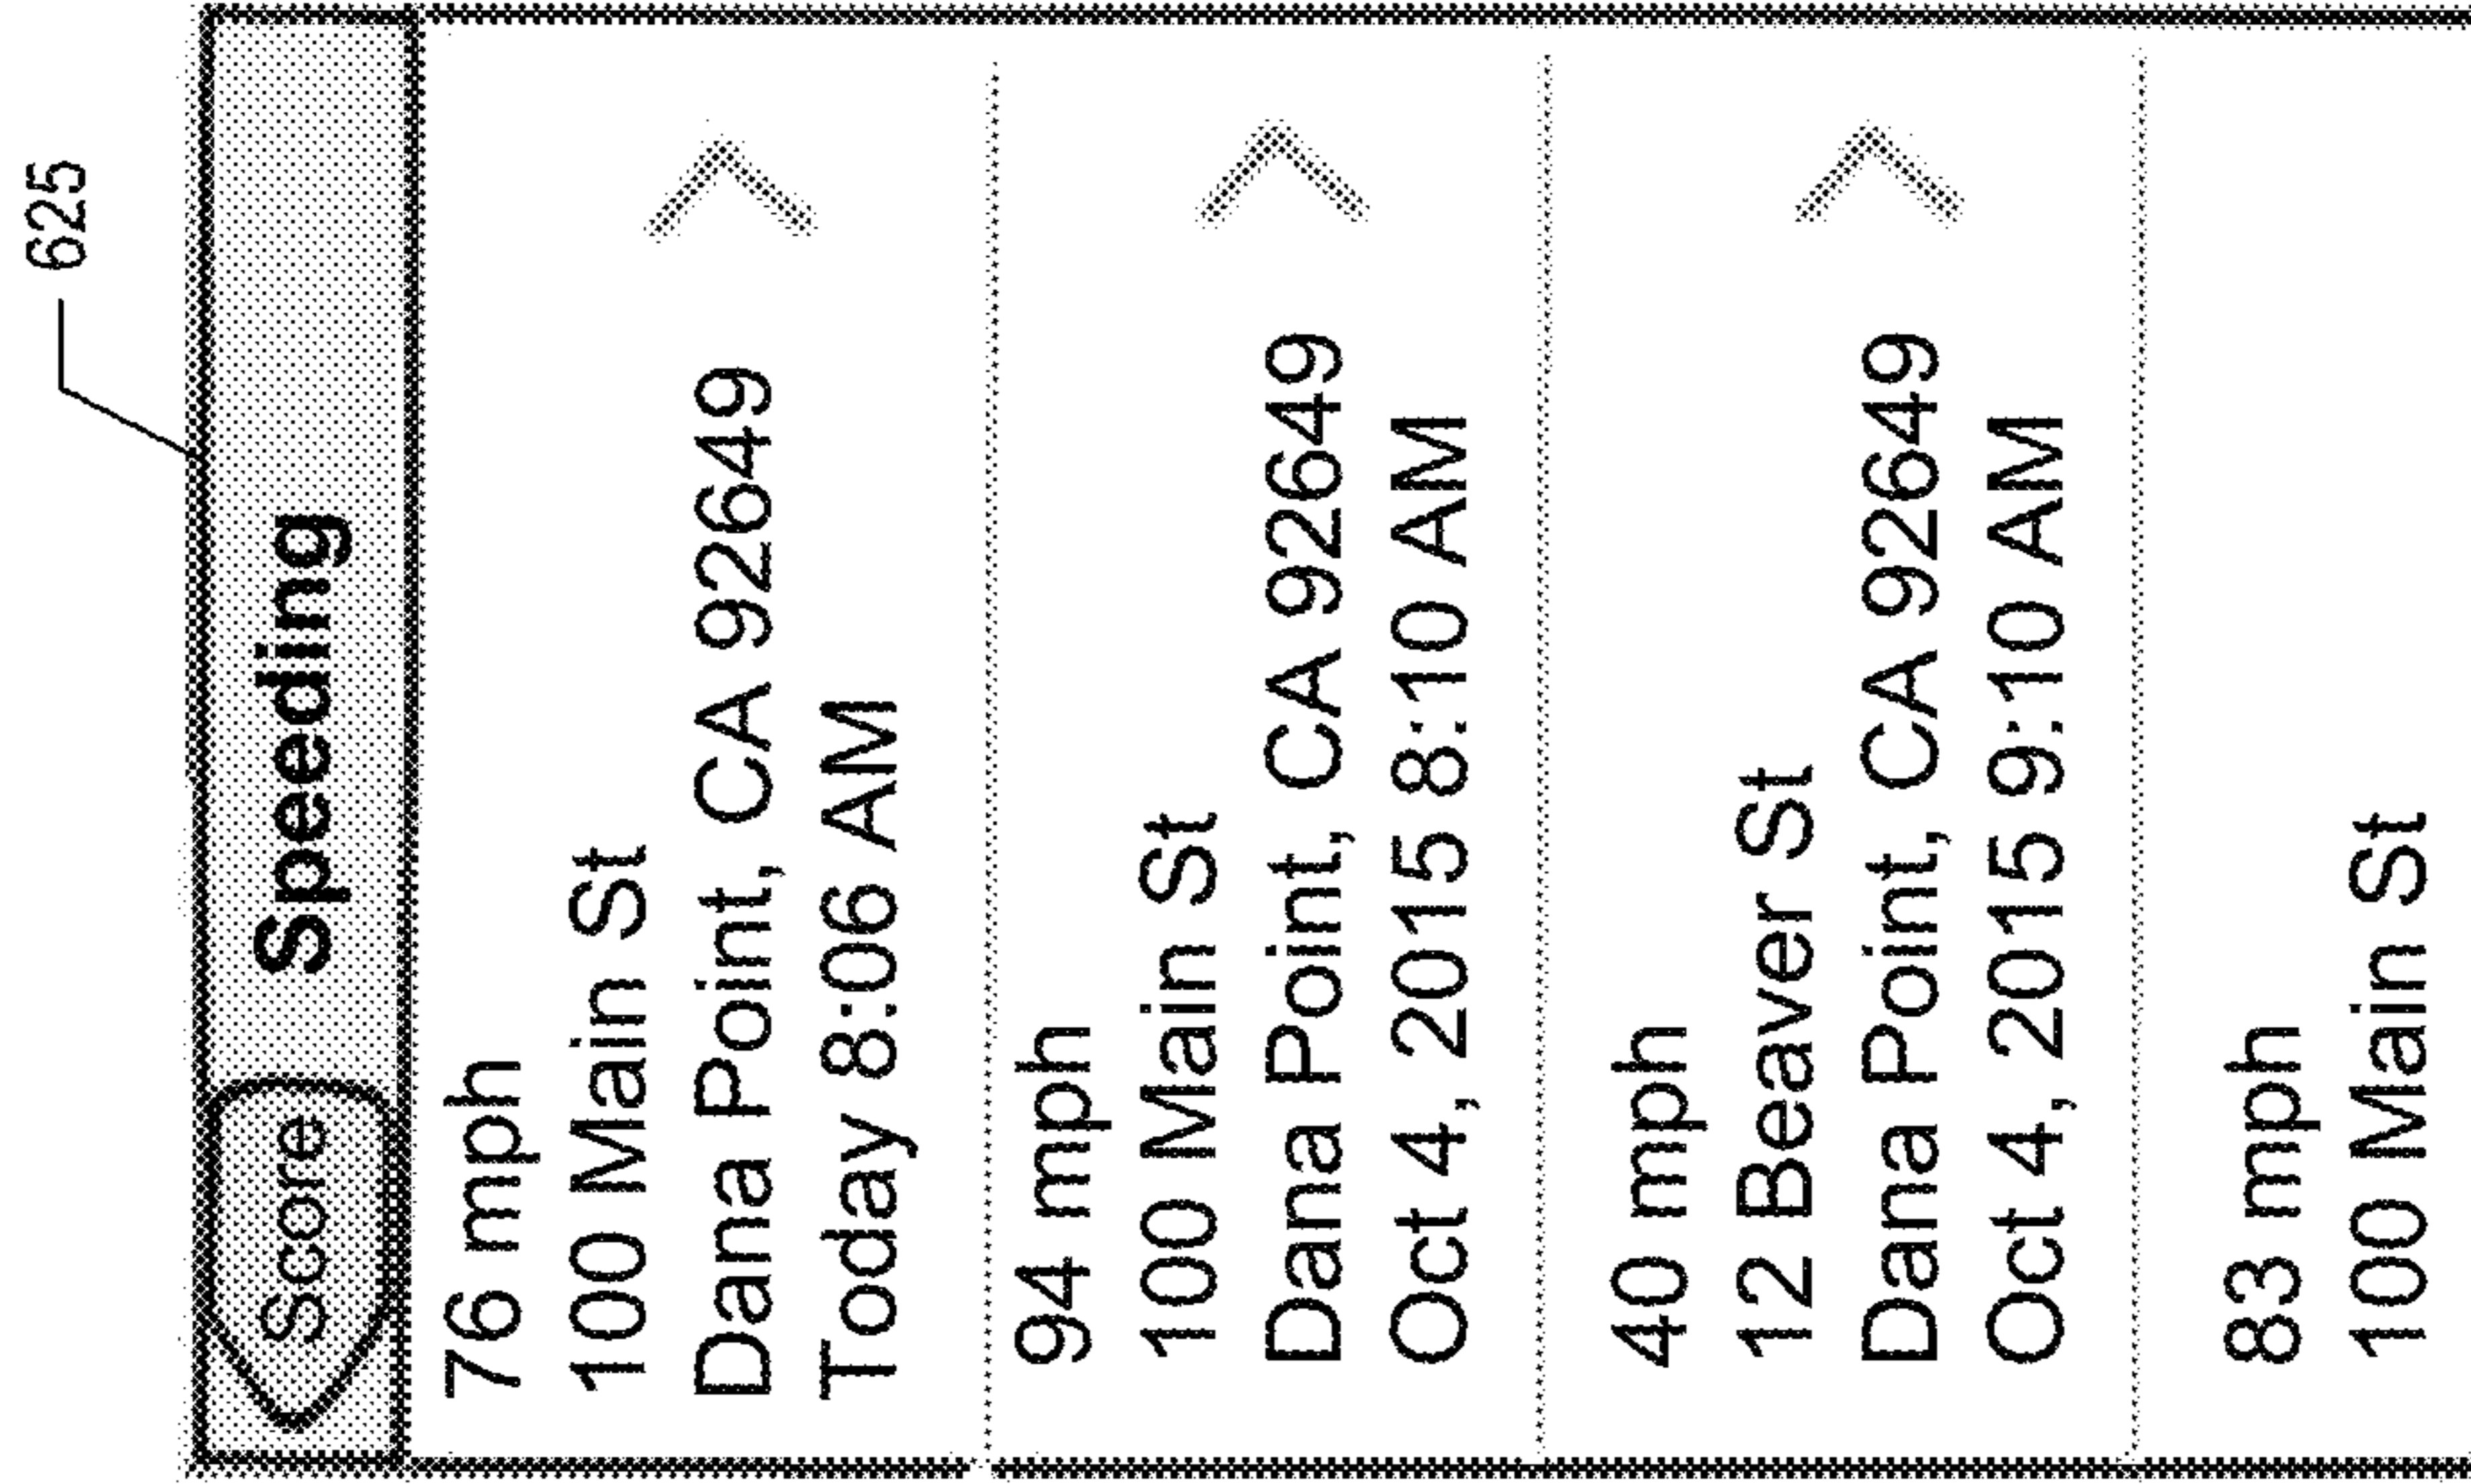 625
Score
Speeding
76 mph
100 Main St
Dana Point, CA 92649
Today 8:06 AM
94 mph
100 Main St
Dana Point, CA 92649
Oct 4, 2015 8:10 AM
40 mph
12 Beaver St
Dana Point, CA 92649
Oct 4, 2015 9:10 AM
83 mph
100 Main St